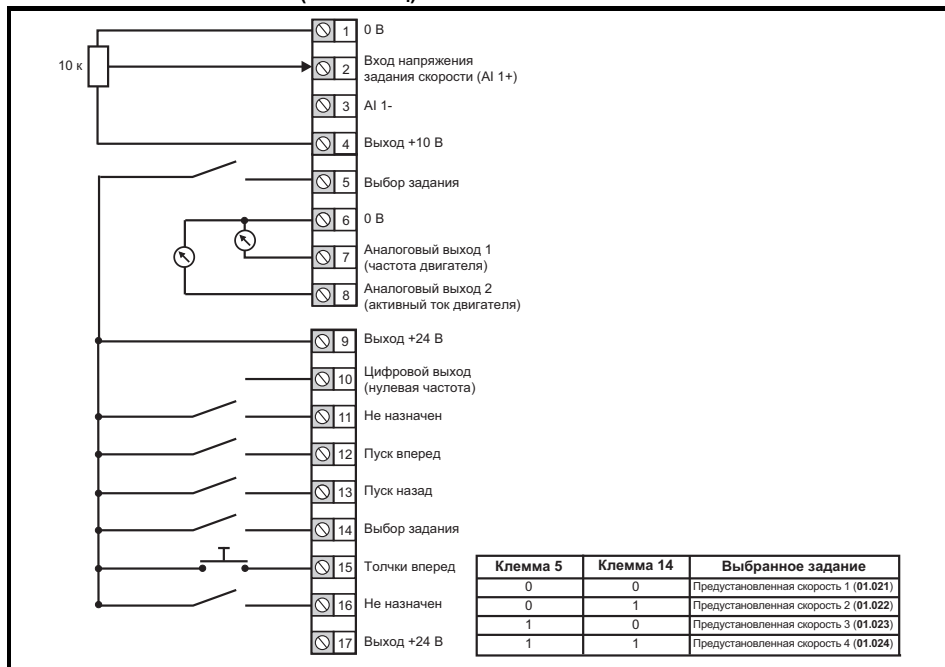 10 к
1 0 В
2 Вход напряжения
задания скорости (AI 1+)
3 AI 1-
4 Выход +10 В
5 Выбор задания
6 0 В
7 Аналоговый выход 1
(частота двигателя)
8 Аналоговый выход 2
(активный ток двигателя)
9 Выход +24 В
10 Цифровой выход
(нулевая частота)
11 Не назначен
12 Пуск вперед
13 Пуск назад
14 Выбор задания
15 Толчки вперед
16 Не назначен
17 Выход +24 В
Клемма 5 Клемма 14 Выбранное задание
0 0 Предустановленная скорость 1 (01.021)
0 1 Предустановленная скорость 2 (01.022)
1 0 Предустановленная скорость 3 (01.023)
1 1 Предустановленная скорость 4 (01.024)